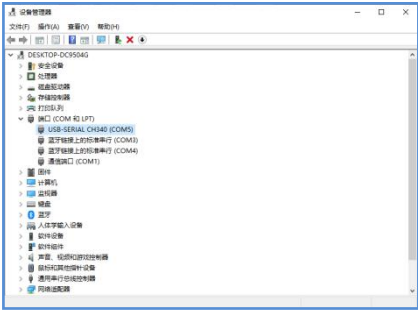 设备管理器
文件(F) 操作(A) 查看(V) 帮助(H)
DESKTOP-DC9504G
安全设备
处理器
磁盘驱动器
存储控制器
打印队列
端口 (COM 和 LPT)
USB-SERIAL CH340 (COM5)
蓝牙链接上的标准串行 (COM3)
蓝牙链接上的标准串行 (COM4)
通信端口 (COM1)
固件
计算机
监视器
键盘
蓝牙
人体学输入设备
软件设备
软件组件
声音、视频和游戏控制器
鼠标和其他指针设备
通用串行总线控制器
网络适配器